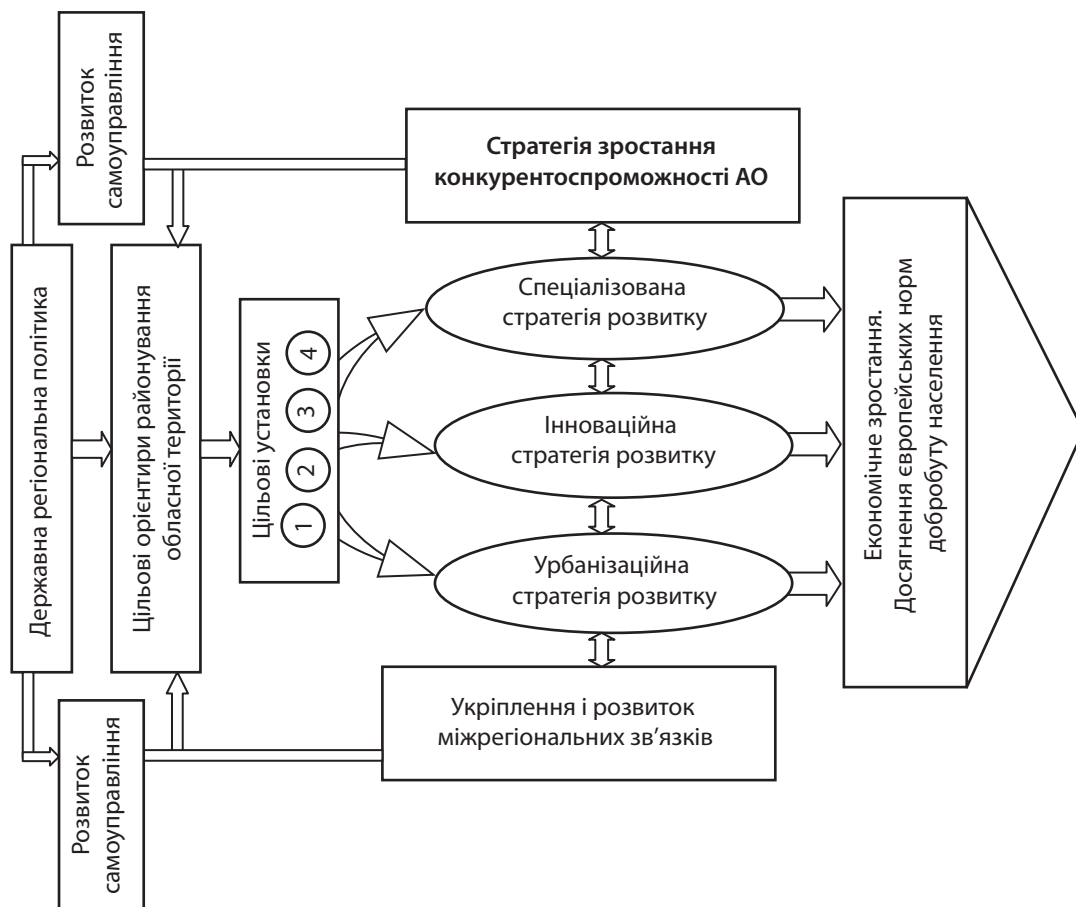 Розвиток
самоуправління
Державна регіональна політика
Розвиток
самоуправління
Цільові орієнтири районування
обласної території
Цільові установки
1
2
3
4
Стратегія зростання
конкурентоспроможності АО
Спеціалізована
стратегія розвитку
Інноваційна
стратегія розвитку
Урбанізаційна
стратегія розвитку
Укріплення і розвиток
міжрегіональних зв’язків
Економічне зростання.
Досягнення європейських норм
добробуту населення